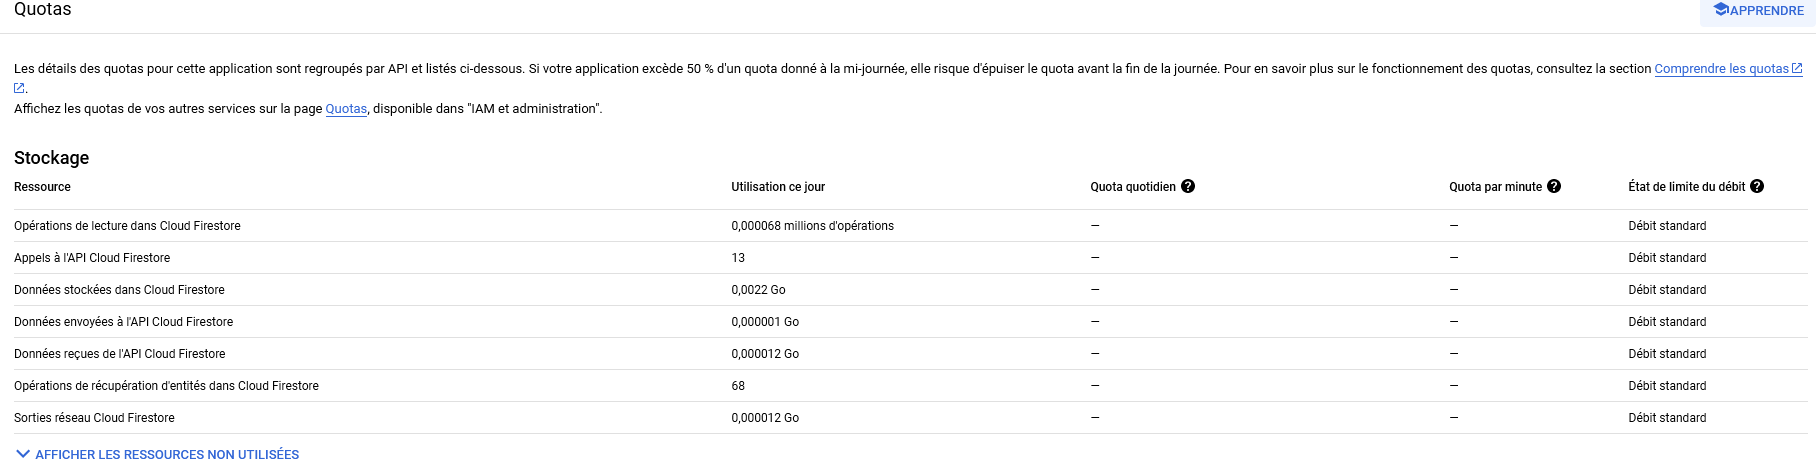 Quotas
APPRENDRE
Les détails des quotas pour cette application sont regroupés par API et listés ci-dessous. Si votre application excède 50 % d'un quota donné à la mi-journée, elle risque d'épuiser le quota avant la fin de la journée. Pour en savoir plus sur le fonctionnement des quotas, consultez la section Comprendre les quotas
.
Affichez les quotas de vos autres services sur la page Quotas, disponible dans "IAM et administration".
Stockage
Ressource Utilisation ce jour Quota quotidien ? Quota par minute ? État de limite du débit ?
Opérations de lecture dans Cloud Firestore 0,000068 millions d'opérations — — Débit standard
Appels à l'API Cloud Firestore 13 — — Débit standard
Données stockées dans Cloud Firestore 0,0022 Go — — Débit standard
Données envoyées à l'API Cloud Firestore 0,000001 Go — — Débit standard
Données reçues de l'API Cloud Firestore 0,000012 Go — — Débit standard
Opérations de récupération d'entités dans Cloud Firestore 68 — — Débit standard
Sorties réseau Cloud Firestore 0,000012 Go — — Débit standard
AFFICHER LES RESSOURCES NON UTILISÉES